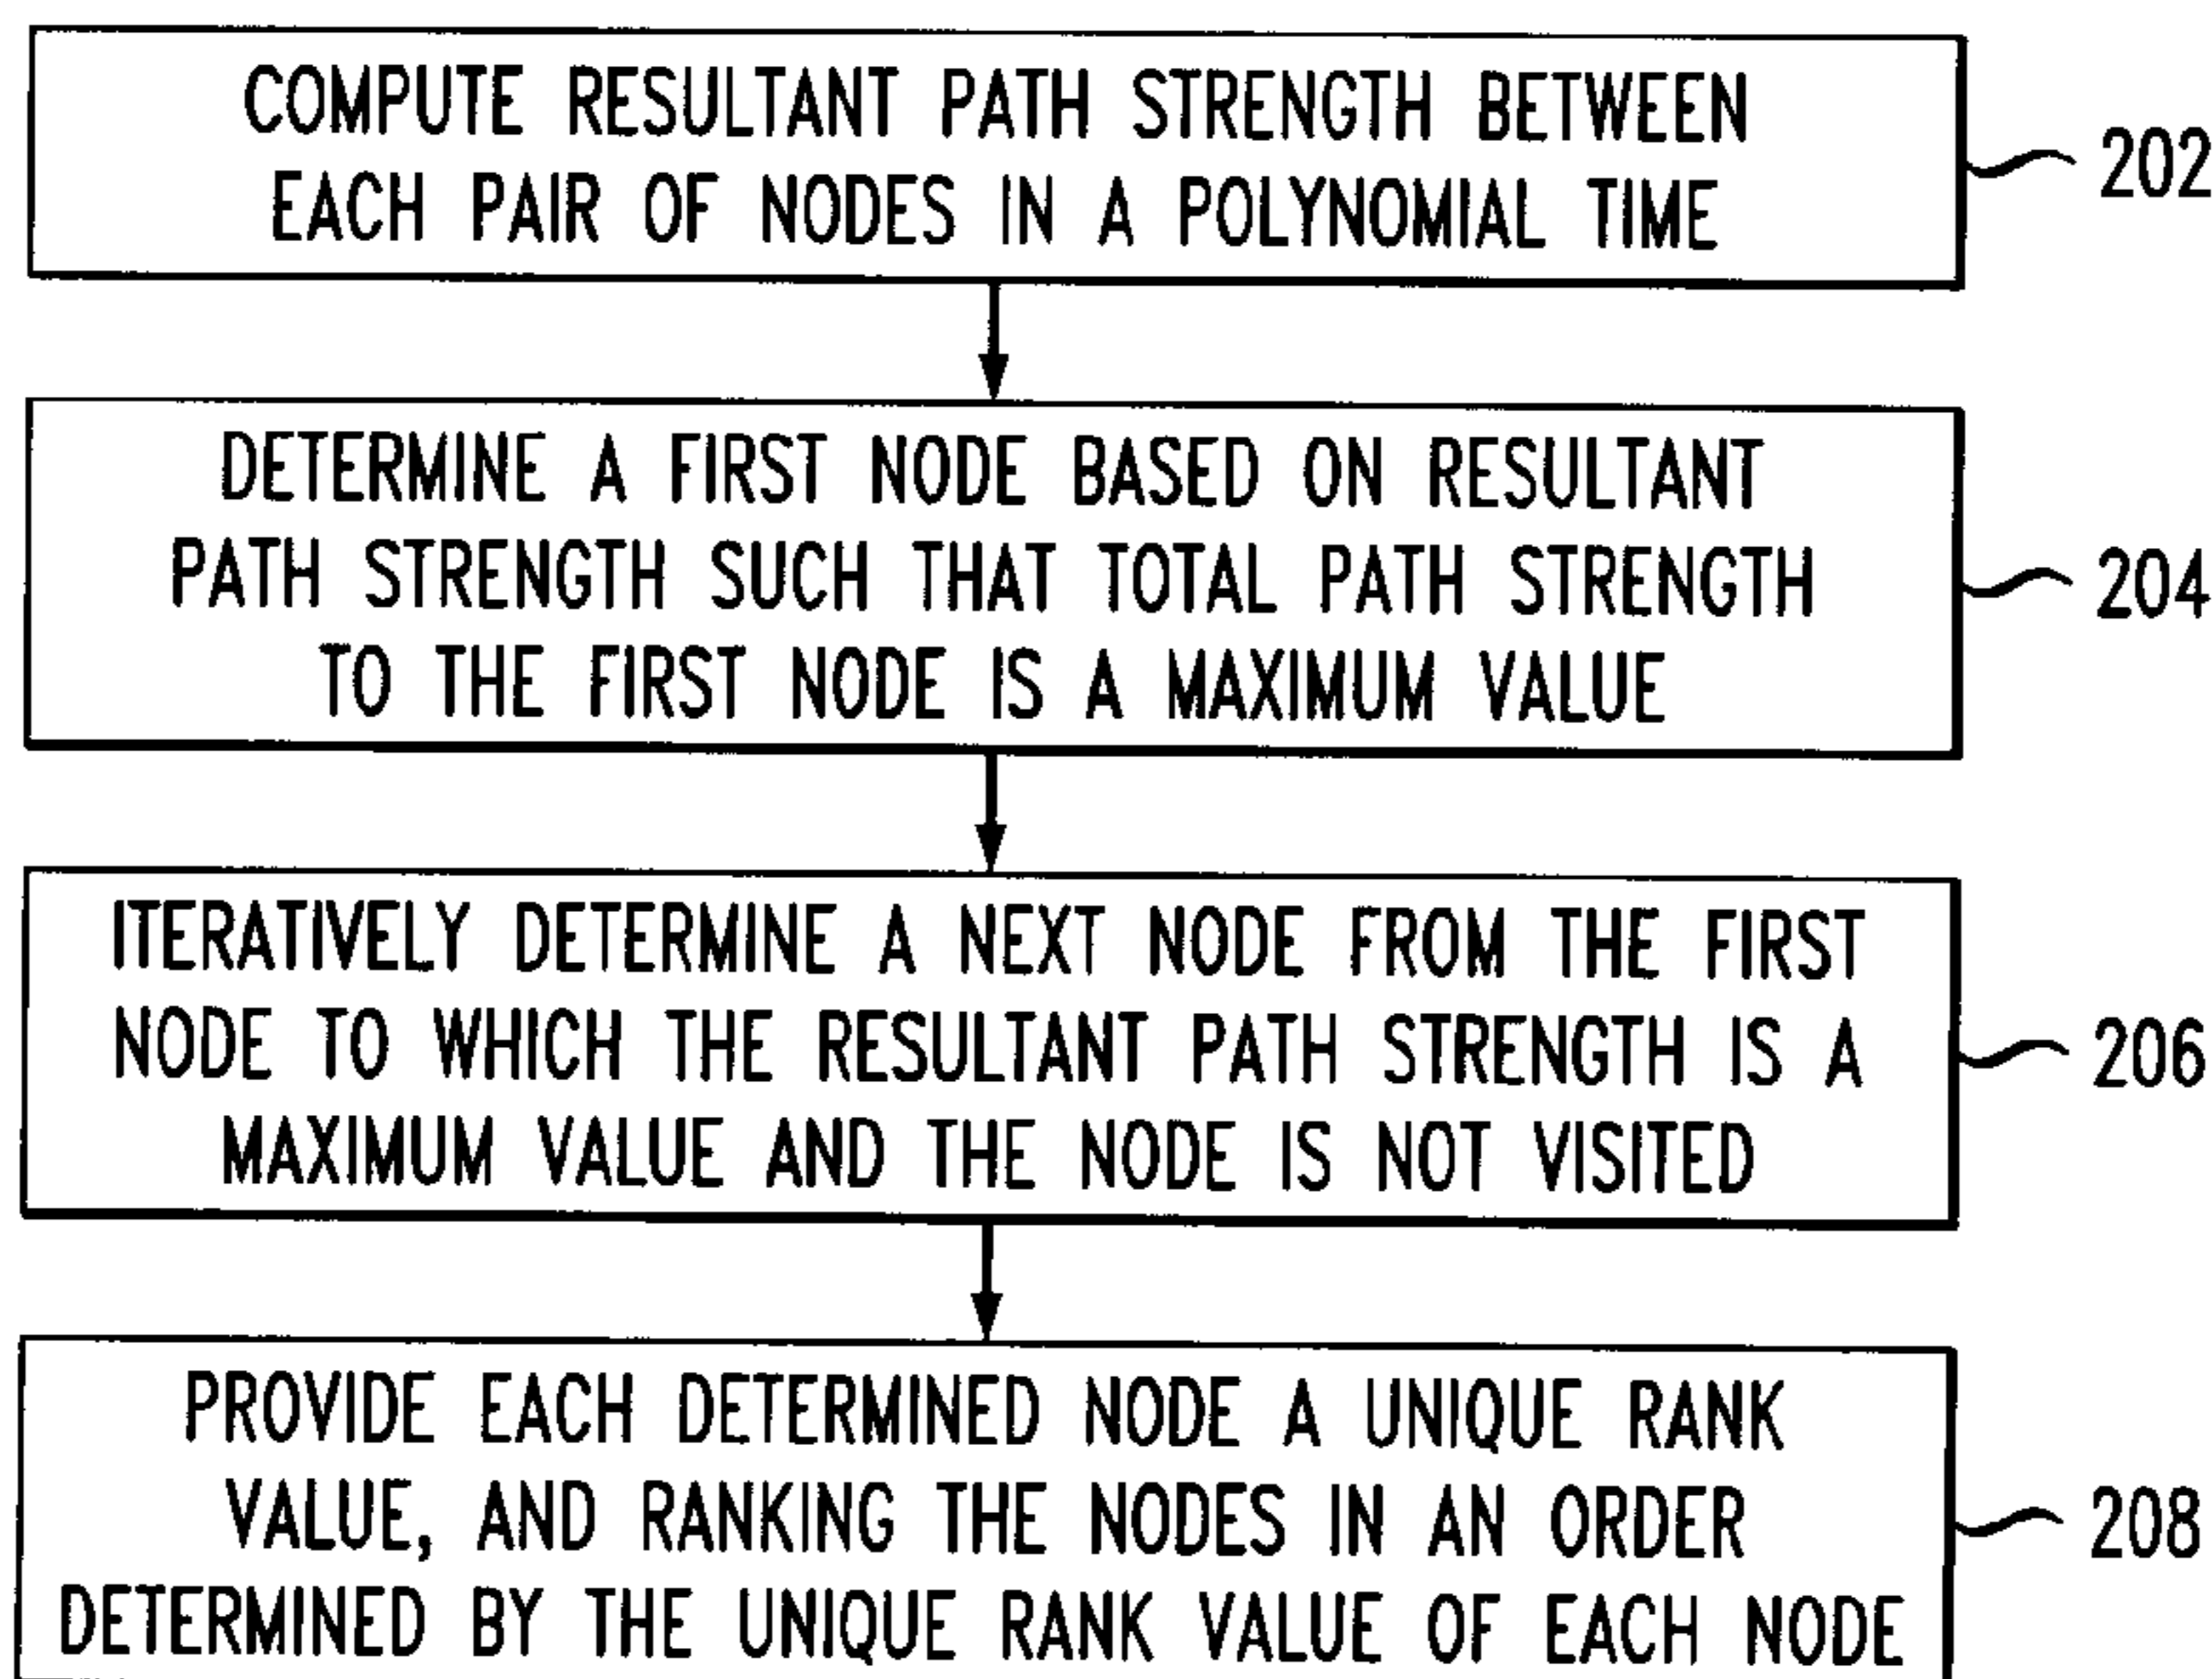 COMPUTE RESULTANT PATH STRENGTH BETWEEN
EACH PAIR OF NODES IN A POLYNOMIAL TIME
202
DETERMINE A FIRST NODE BASED ON RESULTANT
PATH STRENGTH SUCH THAT TOTAL PATH STRENGTH
TO THE FIRST NODE IS A MAXIMUM VALUE
204
ITERATIVELY DETERMINE A NEXT NODE FROM THE FIRST
NODE TO WHICH THE RESULTANT PATH STRENGTH IS A
MAXIMUM VALUE AND THE NODE IS NOT VISITED
206
PROVIDE EACH DETERMINED NODE A UNIQUE RANK
VALUE, AND RANKING THE NODES IN AN ORDER
DETERMINED BY THE UNIQUE RANK VALUE OF EACH NODE
208